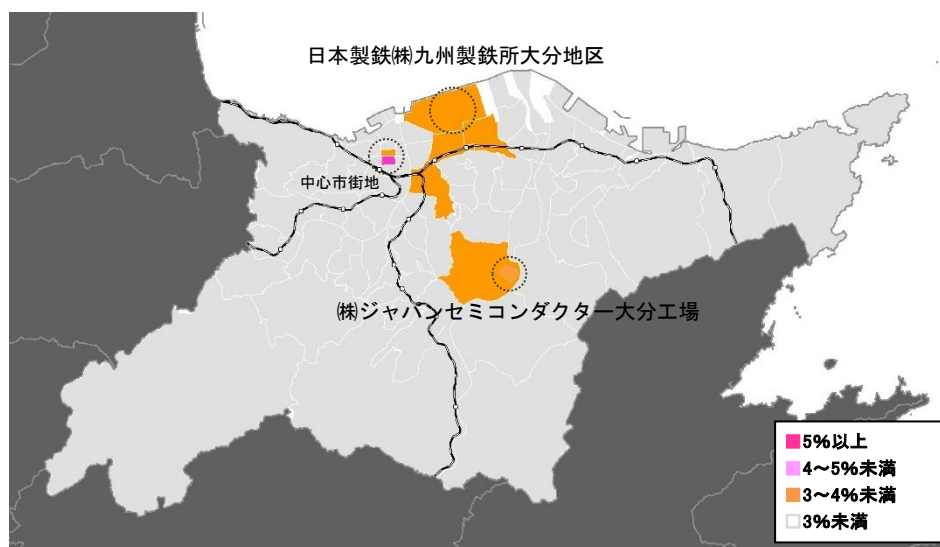 日本製鉄㈱九州製鉄所大分地区
中心市街地
㈱ジャパンセミコンダクター大分工場
5%以上
4～5%未満
3～4%未満
3%未満